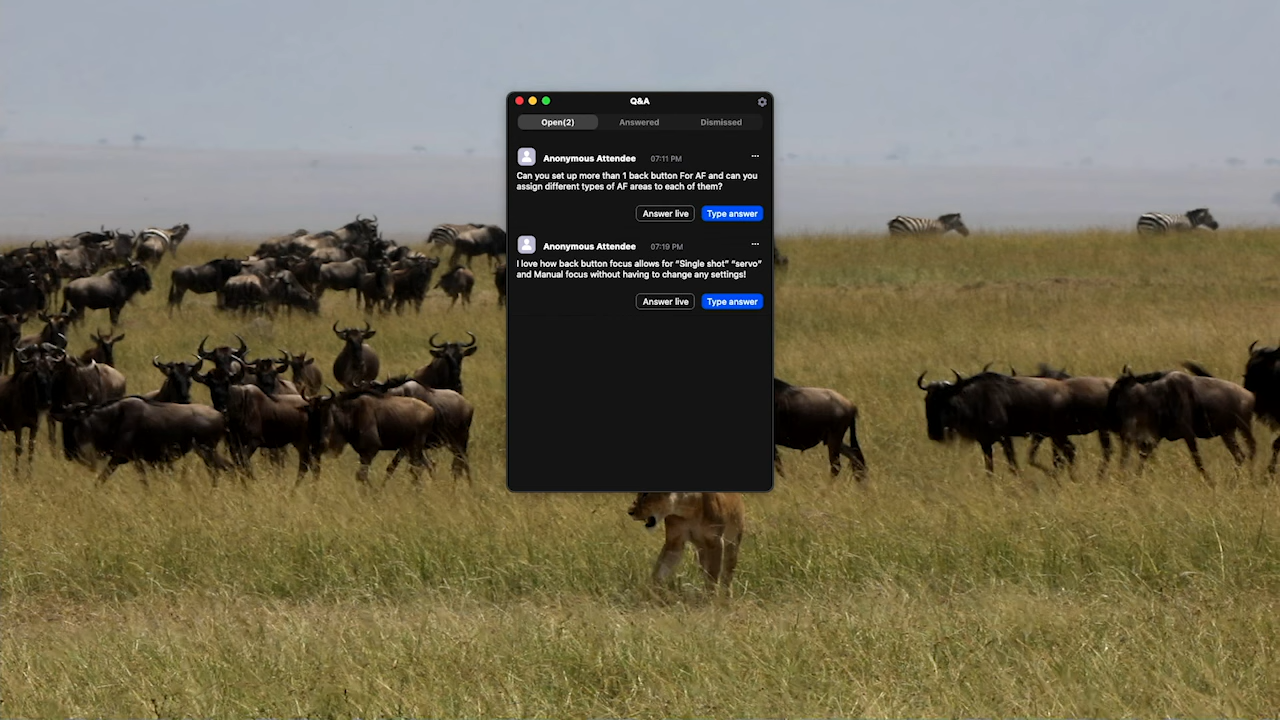 Q&A
Open(2) Answered Dismissed
Anonymous Attendee 07:11 PM ...
Can you set up more than 1 back button For AF and can you
assign different types of AF areas to each of them?
Answer live Type answer
Anonymous Attendee 07:19 PM ...
I love how back button focus allows for “Single shot” “servo”
and Manual focus without having to change any settings!
Answer live Type answer